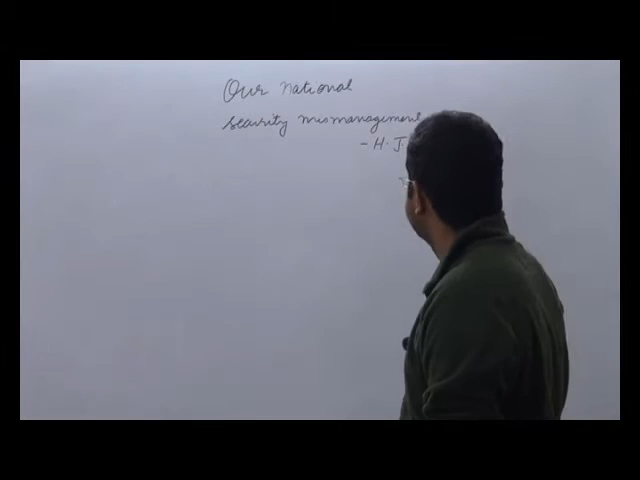 Our national
security mismanagement
- H. J.